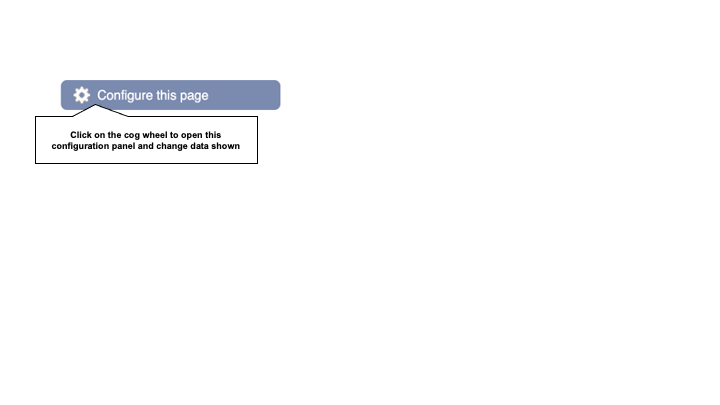 Configure this page
Click on the cog wheel to open this
configuration panel and change data shown